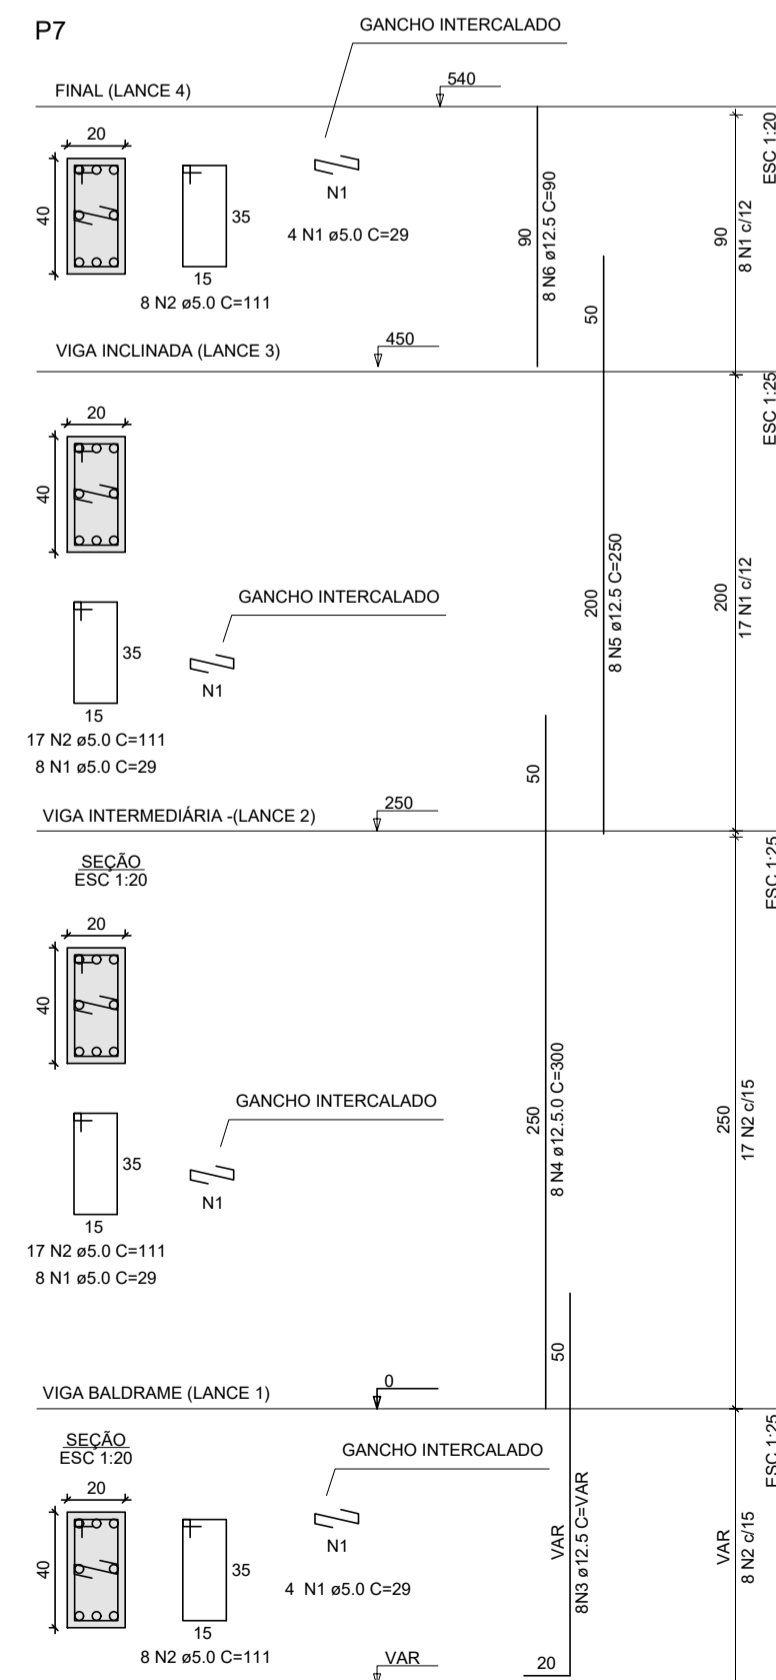 P7
GANCHO INTERCALADO
FINAL (LANCE 4)
540
ESC 1:20
20
40
35
15
8 N2 ø5.0 C=111
N1
4 N1 ø5.0 C=29
90
8 N6 ø12.5 C=90
90
8 N1 c/12
50
VIGA INCLINADA (LANCE 3)
450
ESC 1:25
20
40
GANCHO INTERCALADO
35
15
N1
17 N2 ø5.0 C=111
8 N1 ø5.0 C=29
200
8 N5 ø12.5 C=250
200
17 N1 c/12
50
VIGA INTERMEDIÁRIA -(LANCE 2)
250
ESC 1:25
SEÇÃO
ESC 1:20
20
40
GANCHO INTERCALADO
35
15
N1
17 N2 ø5.0 C=111
8 N1 ø5.0 C=29
250
8 N4 ø12.5.0 C=300
250
17 N2 c/15
50
VIGA BALDRAME (LANCE 1)
0
ESC 1:25
SEÇÃO
ESC 1:20
20
40
GANCHO INTERCALADO
35
15
8 N2 ø5.0 C=111
N1
4 N1 ø5.0 C=29
VAR
8N3 ø12.5 C=VAR
VAR
8 N2 c/15
VAR
20